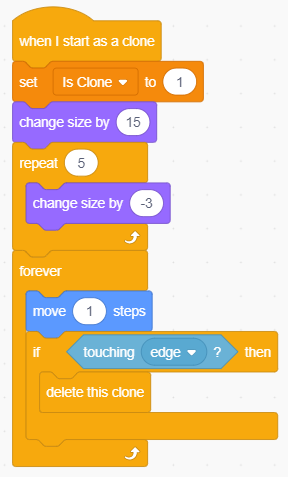 when I start as a clone
set Is Clone to 1
change size by 15
repeat 5
change size by -3
forever
move 1 steps
if touching edge ? then
delete this clone